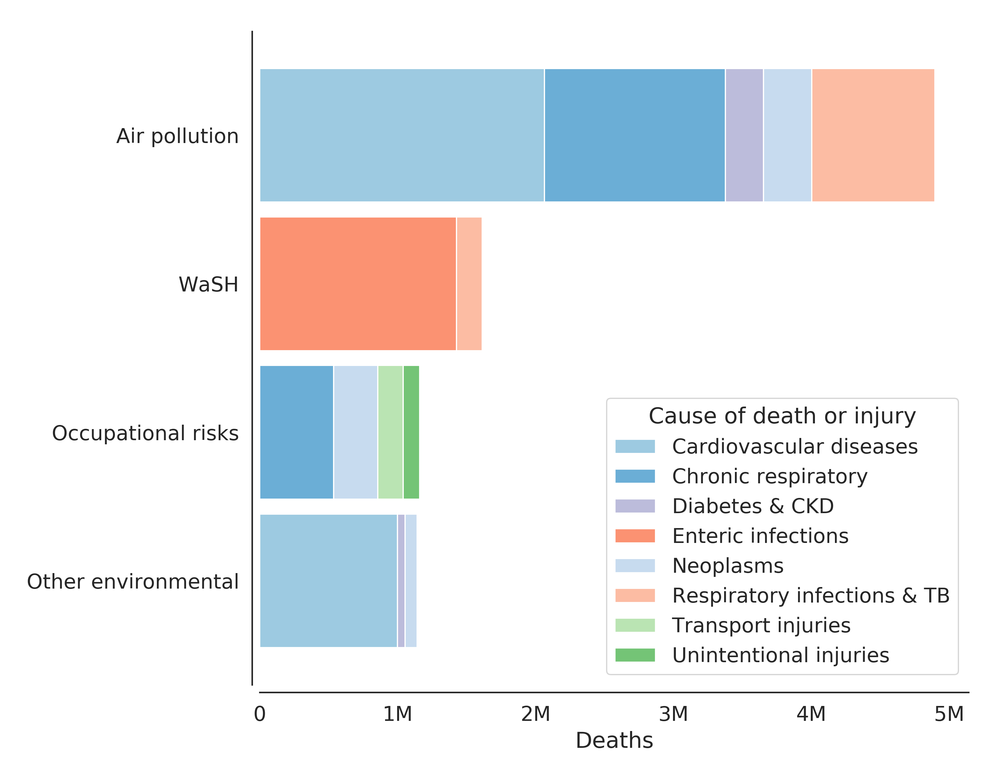 Air pollution
WaSH
Occupational risks
Other environmental
Cause of death or injury
Cardiovascular diseases
Chronic respiratory
Diabetes & CKD
Enteric infections
Neoplasms
Respiratory infections & TB
Transport injuries
Unintentional injuries
0 1M 2M 3M 4M 5M
Deaths